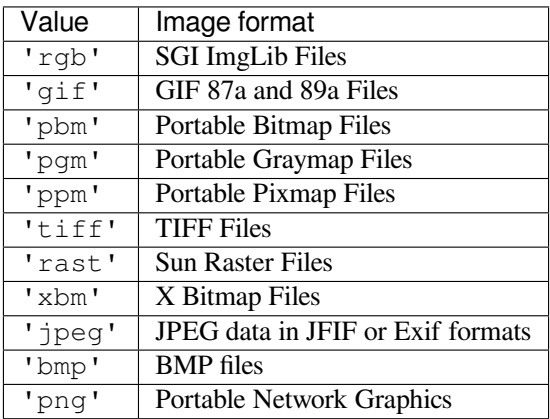 Value Image format
'rgb' SGI ImgLib Files
'gif' GIF 87a and 89a Files
'pbm' Portable Bitmap Files
'pgm' Portable Graymap Files
'ppm' Portable Pixmap Files
'tiff' TIFF Files
'rast' Sun Raster Files
'xbm' X Bitmap Files
'jpeg' JPEG data in JFIF or Exif formats
'bmp' BMP files
'png' Portable Network Graphics